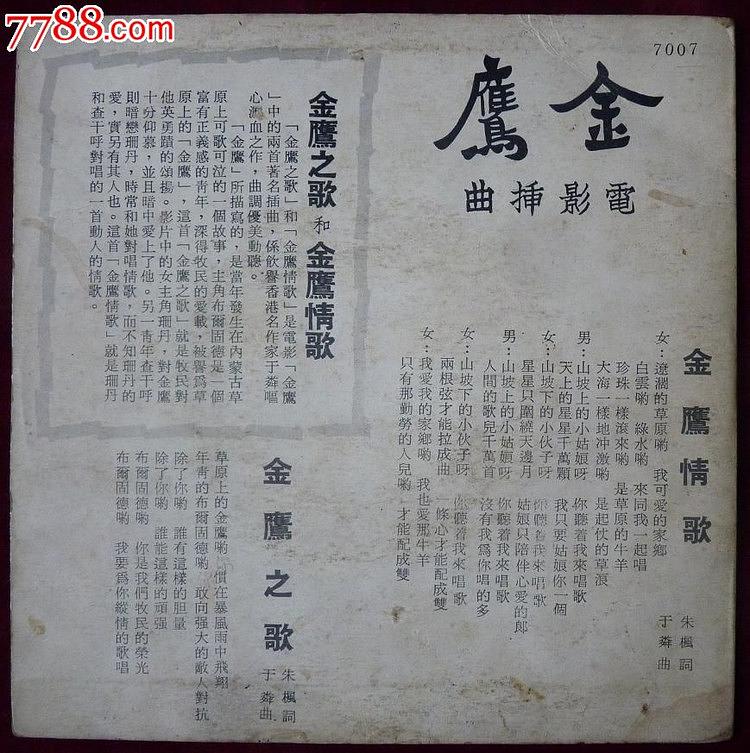 7788.com
7007
金鷹
電影挿曲
金鷹情歌
朱楓詞
于粦曲
女：遼濶的草原喲 我可愛的家鄉
白雲喲 綠水喲 來同我一起唱
珍珠一樣滾來喲 是草原的牛羊
大海一樣地冲激喲 是起伏的草浪
男：山坡上的小姑娘呀 你聽着我來唱歌
天上的星星千萬顆 我只要姑娘你一個
女：山坡下的小伙子呀 你聽着我來唱歌
星星只圍繞天邊月 姑娘只陪伴心愛的郎
男：山坡上的小姑娘呀 你聽着我來唱歌
人間的歌兒千萬首 沒有我爲你唱的多
女：山坡下的小伙子呀 你聽着我來唱歌
兩根弦才能拉成曲 一條心才能配成雙
女：我愛我的家鄉喲 我也愛那牛羊
只有那勤勞的人兒喲 才能配成雙
金鷹之歌 和 金鷹情歌
「金鷹之歌」和「金鷹情歌」是電影「金鷹
」中的兩首著名插曲，係飲譽香港名作家于粦嘔
心瀝血之作，曲調優美動聽。
「金鷹」所描寫的，是當年發生在內蒙古草
原上可歌可泣的一個故事，主角布爾固德是一個
富有正義感的靑年，深得牧民的愛載，被譽爲草
原上的「金鷹」，這首「金鷹之歌」就是牧民對
他英勇蹟的頌揚。影片中的女主角珊丹，對金鷹
十分仰慕，並且暗中愛上了他。另一靑年查干呼
則暗戀珊丹，時常和她對唱情歌，而不知珊丹的
愛，實另有其人也。這首「金鷹情歌」就是珊丹
和查干呼對唱的一首動人的情歌。
金鷹之歌
朱楓詞
于粦曲
草原上的金鷹喲 慣在暴風雨中飛翔
年靑的布爾固德喲 敢向强大的敵人對抗
除了你喲 誰有這樣的胆量
除了你喲 誰能這樣的頑强
布爾固德喲 你是我們牧民的榮光
布爾固德喲 我要爲你縱情的歌唱